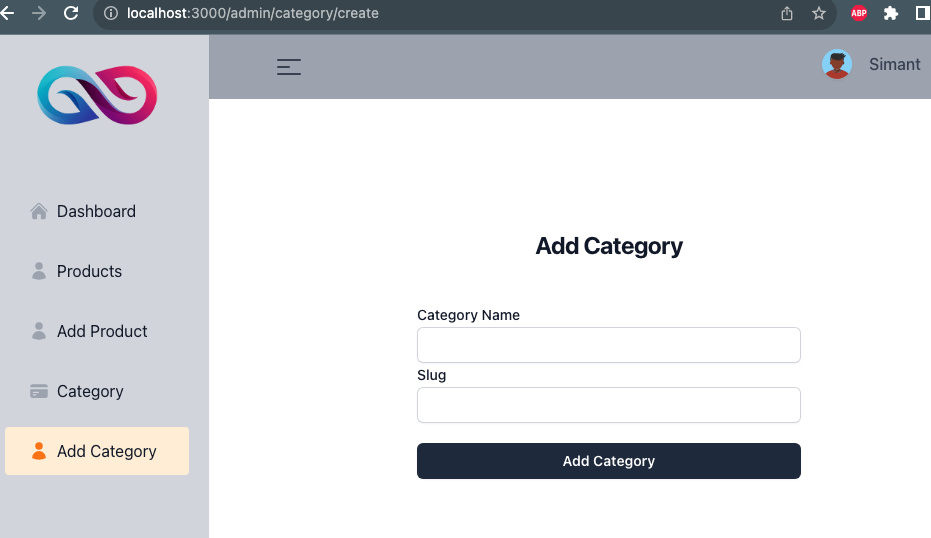 localhost:3000/admin/category/create
ABP
Simant
Dashboard
Products
Add Product
Category
Add Category
Add Category
Category Name
Slug
Add Category